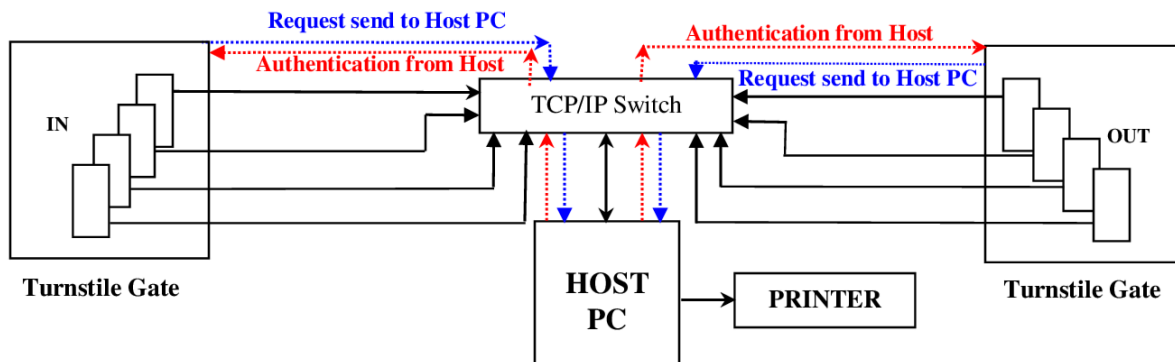 Request send to Host PC
Authentication from Host
Authentication from Host
Request send to Host PC
TCP/IP Switch
IN
OUT
Turnstile Gate
HOST
PC
PRINTER
Turnstile Gate